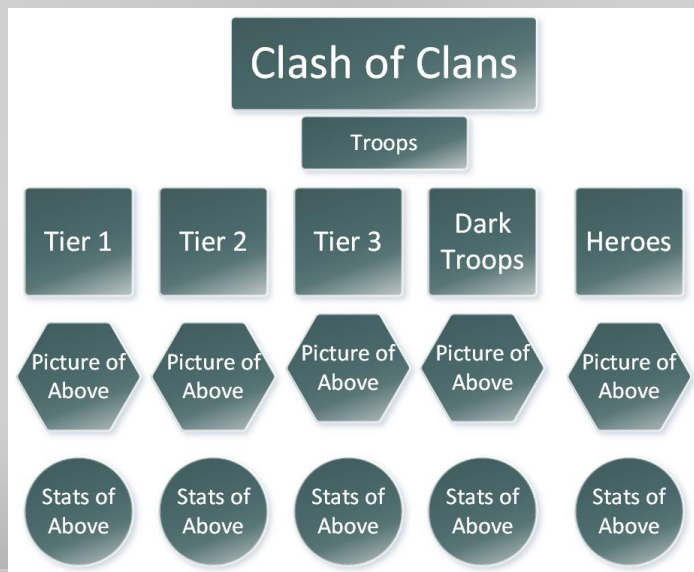 Clash of Clans
Troops
Tier 1
Tier 2
Tier 3
Dark
Troops
Heroes
Picture of
Above
Picture of
Above
Picture of
Above
Picture of
Above
Picture of
Above
Stats of
Above
Stats of
Above
Stats of
Above
Stats of
Above
Stats of
Above